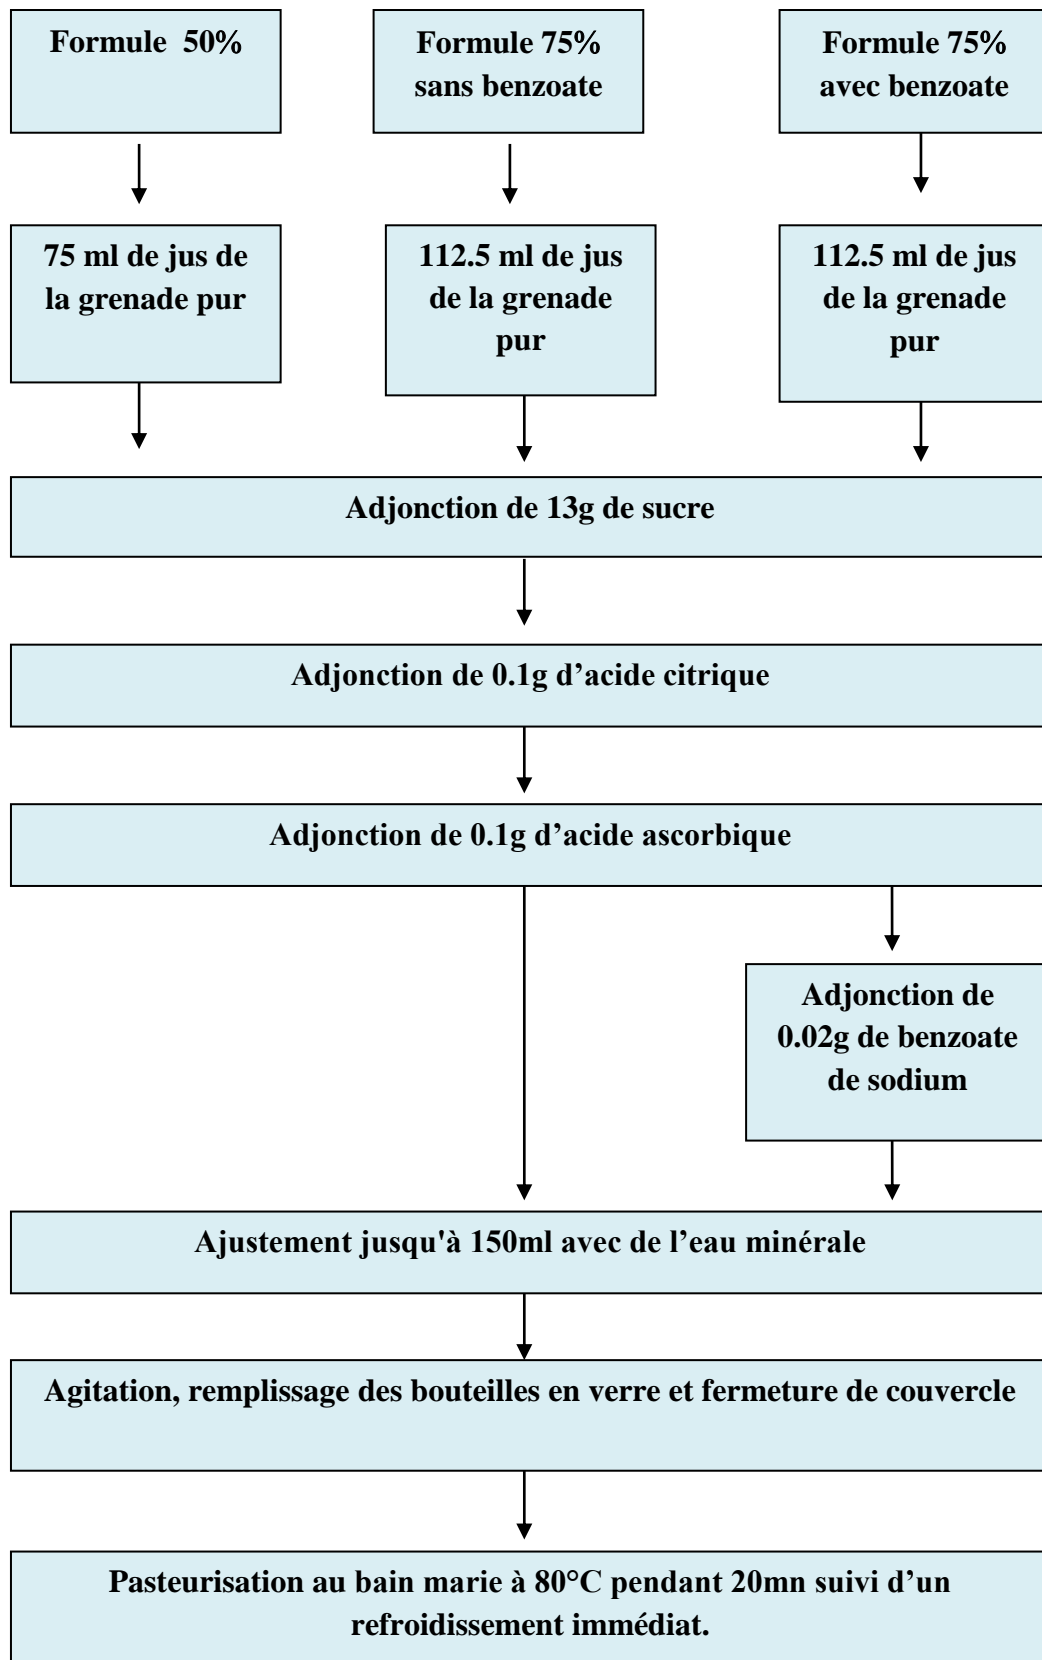 Formule  50%
Formule 75%
sans benzoate
Formule 75%
avec benzoate
75 ml de jus de
la grenade pur
112.5 ml de jus
de la grenade
pur
112.5 ml de jus
de la grenade
pur
Adjonction de 13g de sucre
Adjonction de 0.1g d’acide citrique
Adjonction de 0.1g d’acide ascorbique
Adjonction de
0.02g de benzoate
de sodium
Ajustement jusqu'à 150ml avec de l’eau minérale
Agitation, remplissage des bouteilles en verre et fermeture de couvercle
Pasteurisation au bain marie à 80°C pendant 20mn suivi d’un
refroidissement immédiat.